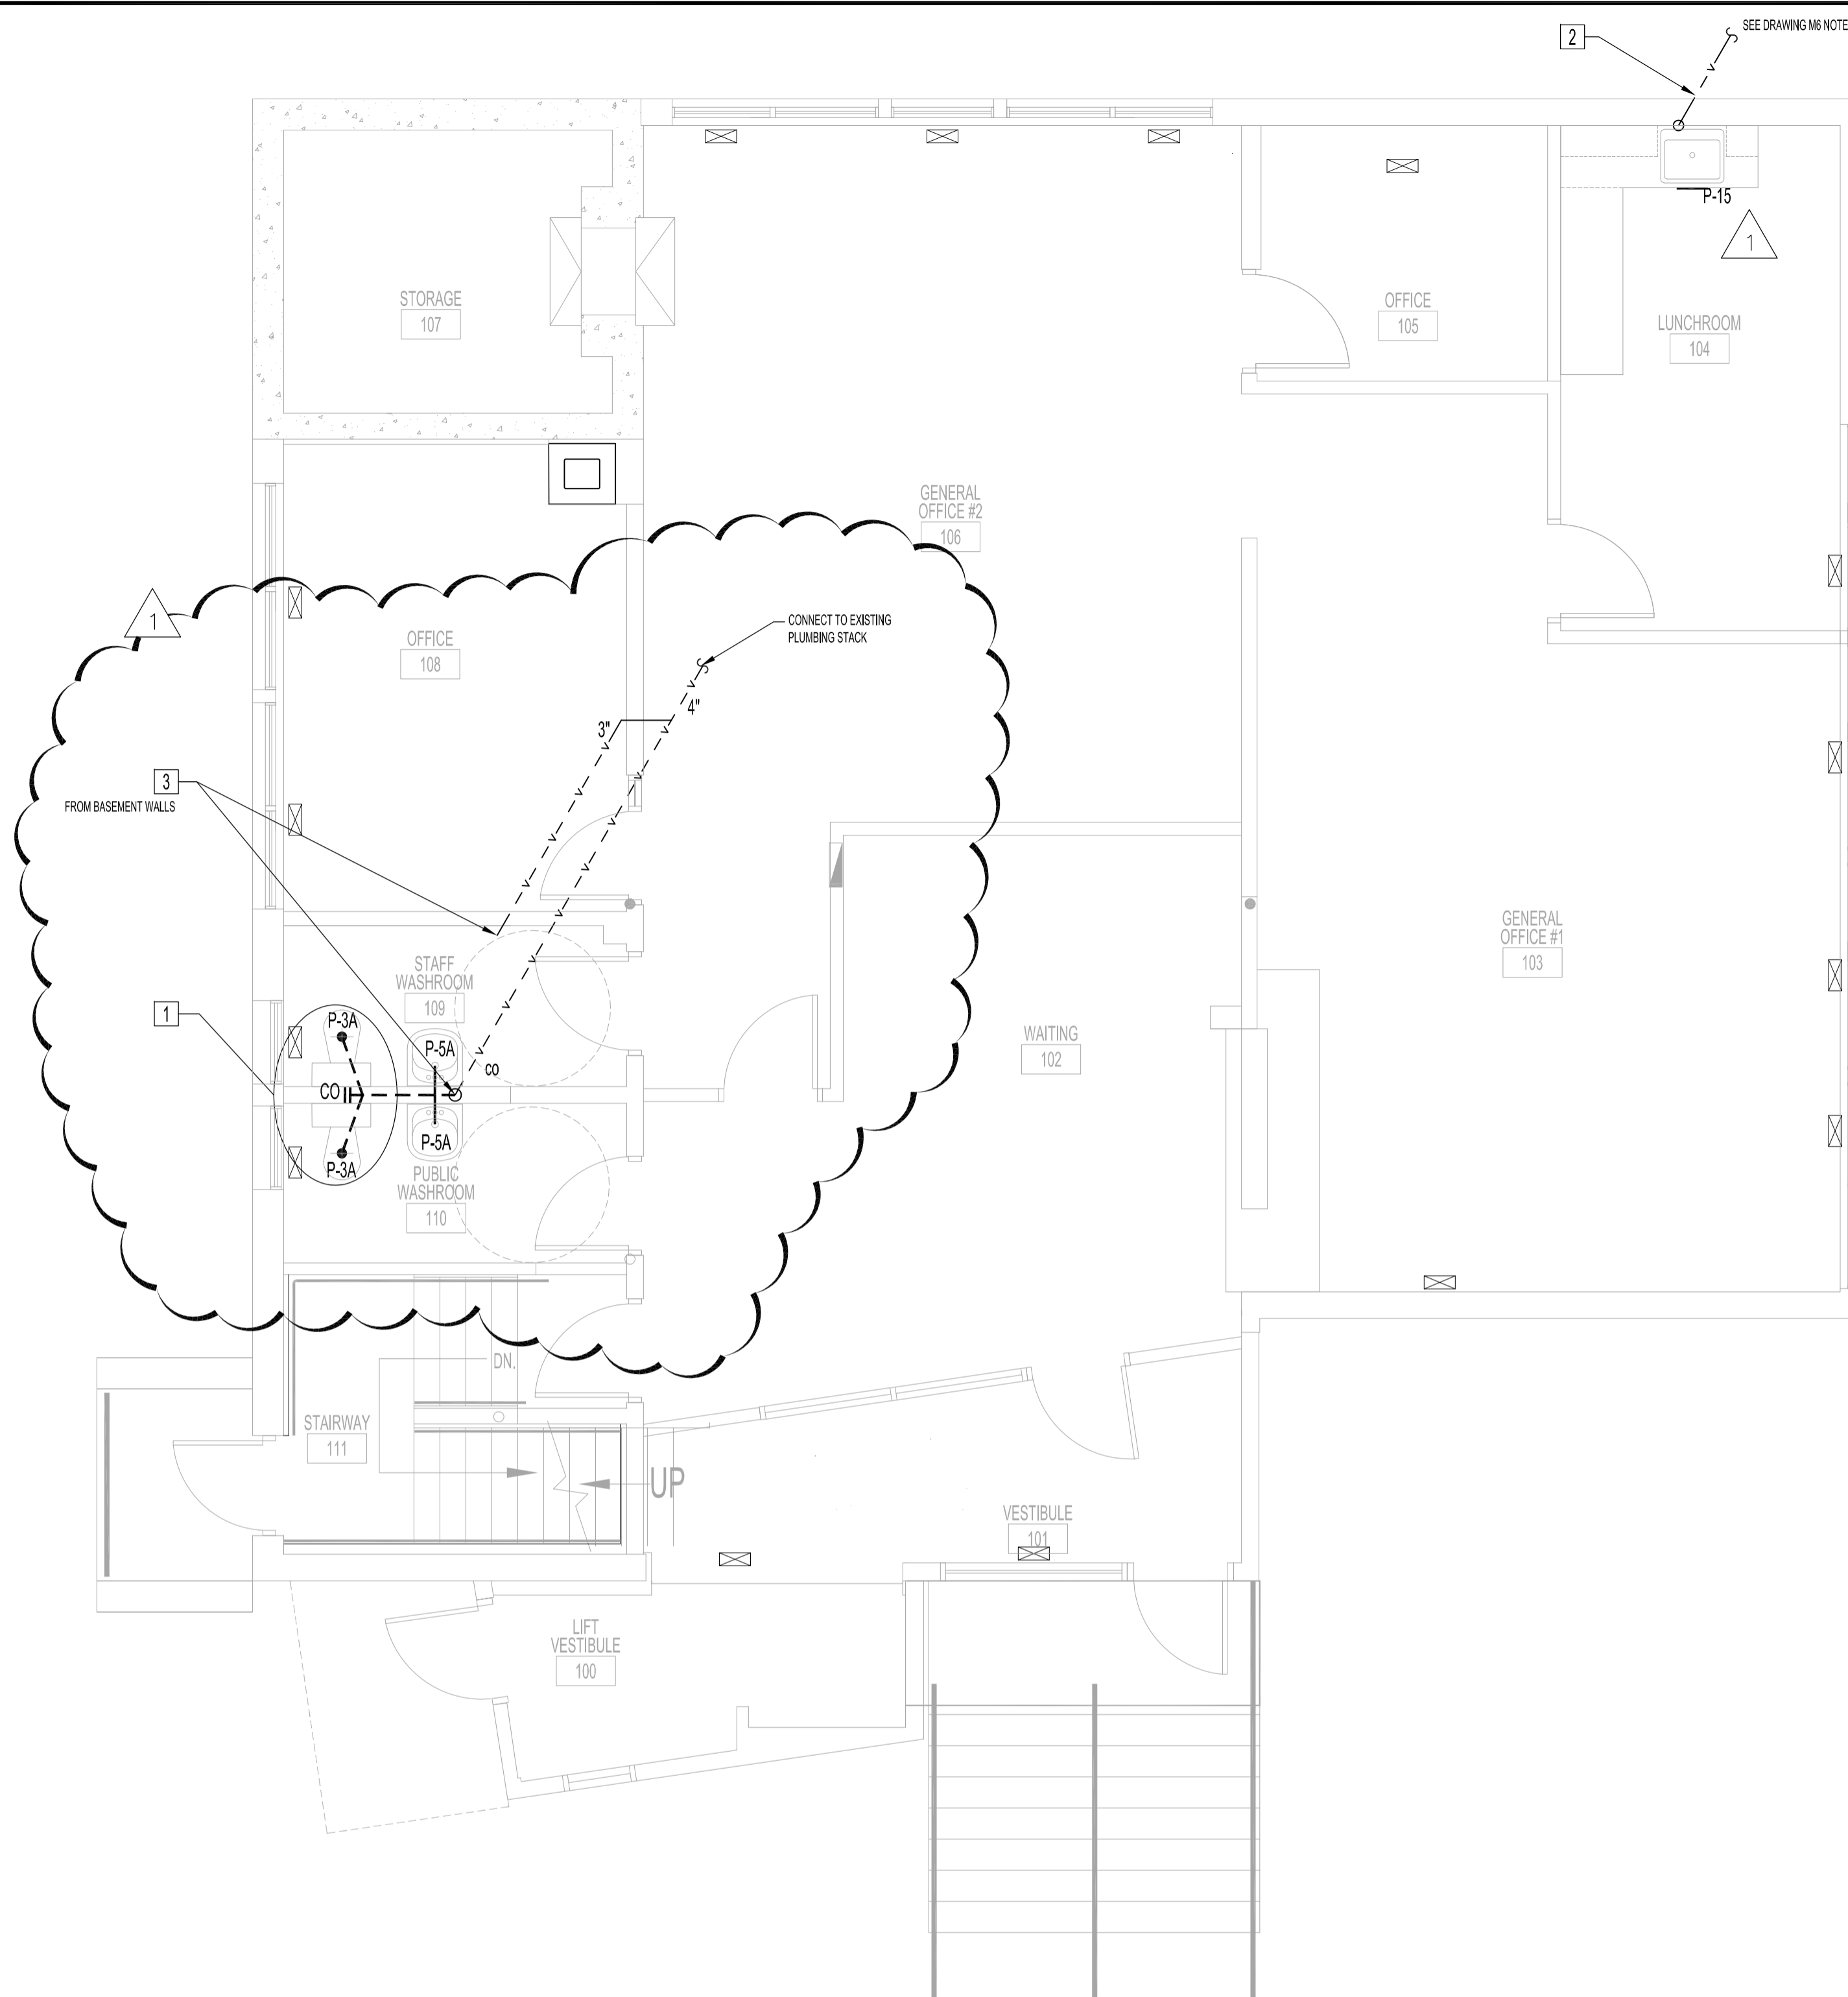 2
SEE DRAWING M6 NOTE
P-15
1
STORAGE
107
OFFICE
105
LUNCHROOM
104
GENERAL
OFFICE #2
106
1
CONNECT TO EXISTING
PLUMBING STACK
OFFICE
108
3"
4"
3
FROM BASEMENT WALLS
GENERAL
OFFICE #1
103
STAFF
WASHROOM
109
1
P-3A
P-5A
CO
CO
WAITING
102
P-5A
P-3A
PUBLIC
WASHROOM
110
DN.
STAIRWAY
111
UP
VESTIBULE
101
LIFT
VESTIBULE
100